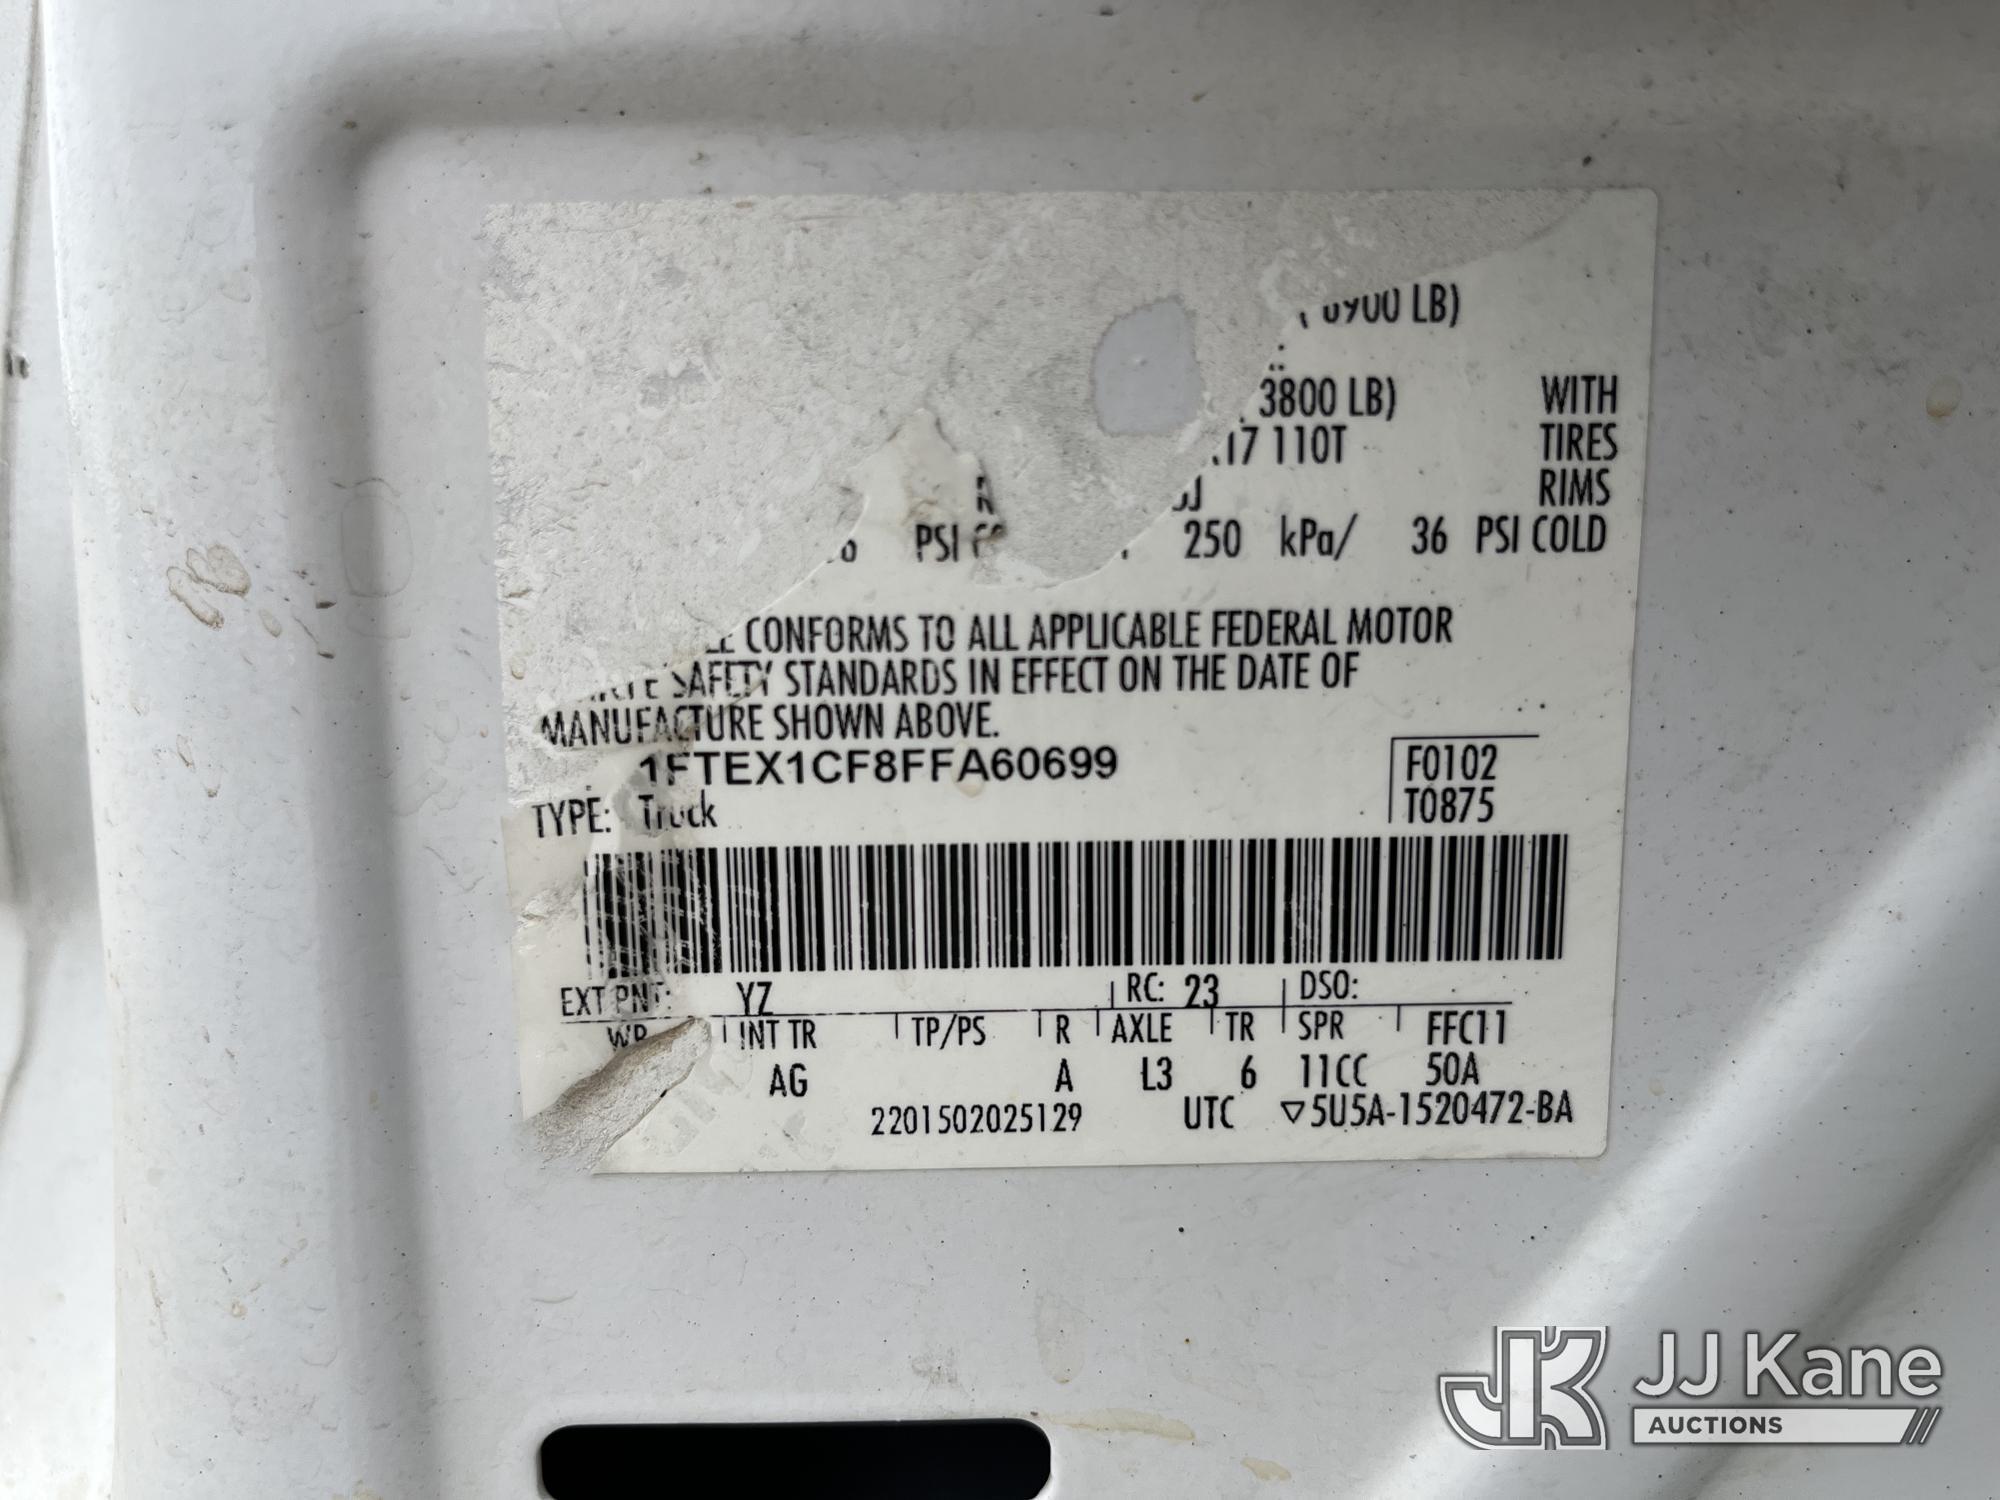 6900 LB)
3800 LB) WITH
17 110T TIRES
RIMS
PSI 250 kPa/ 36 PSI COLD
CONFORMS TO ALL APPLICABLE FEDERAL MOTOR
SAFETY STANDARDS IN EFFECT ON THE DATE OF
MANUFACTURE SHOWN ABOVE.
1FTEX1CF8FFA60699 F0102
TYPE: Truck T0875
EXT PNT: YZ RC: 23 DSO:
WB INT TR TP/PS R AXLE TR SPR FFC11
AG A L3 6 11CC 50A
2201502025129 UTC ▽5U5A-1520472-BA
JK JJ Kane
AUCTIONS